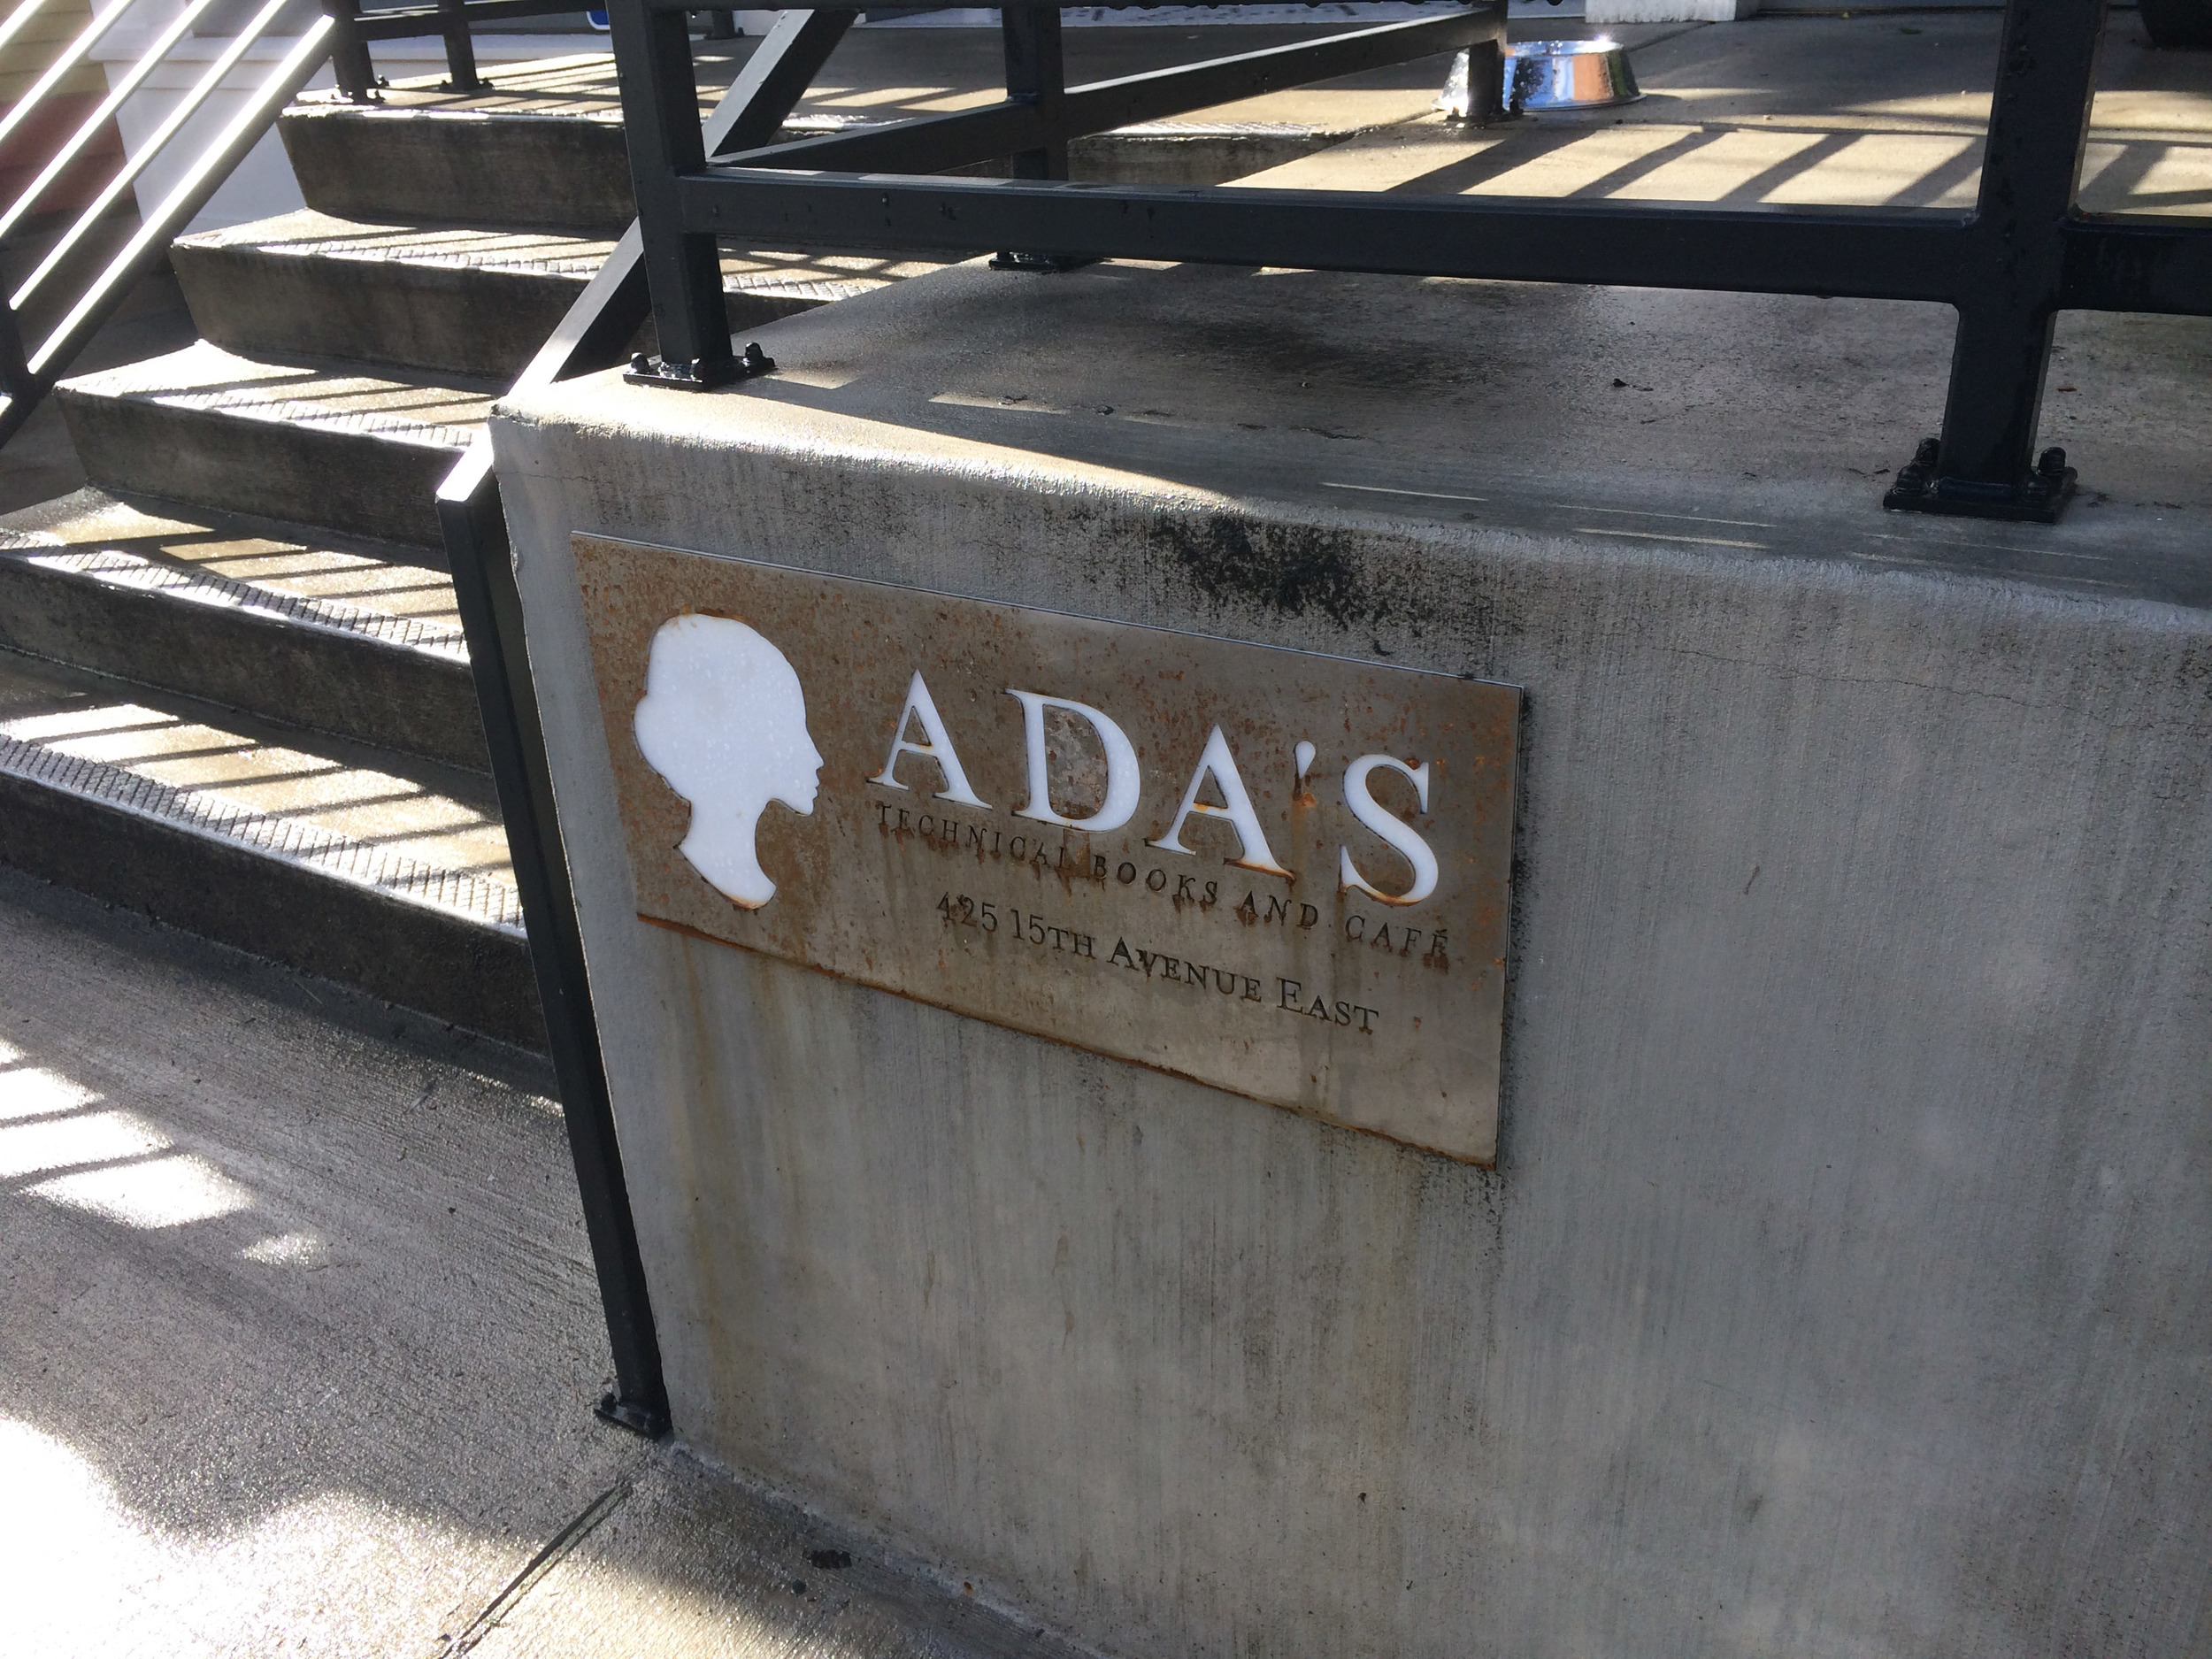 ADA'S
TECHNICAL BOOKS AND CAFÉ
425 15TH AVENUE EAST